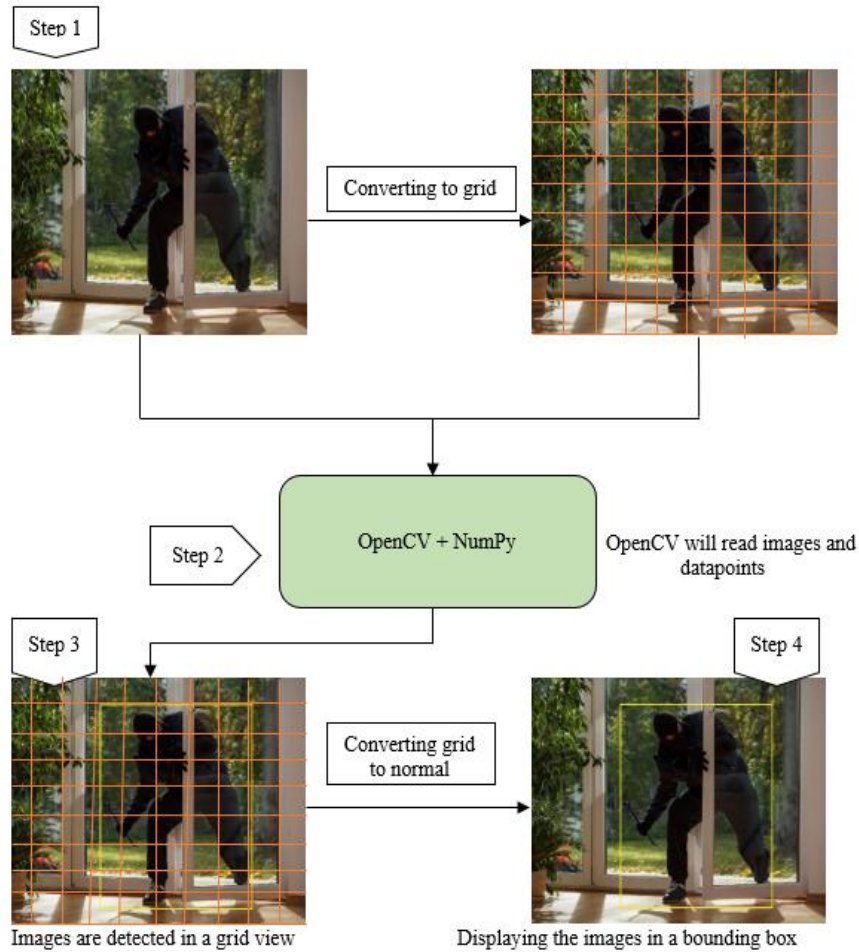 Step 1
Converting to grid
Step 2
OpenCV + NumPy
OpenCV will read images and
datapoints
Step 3
Step 4
Converting grid
to normal
Images are detected in a grid view
Displaying the images in a bounding box